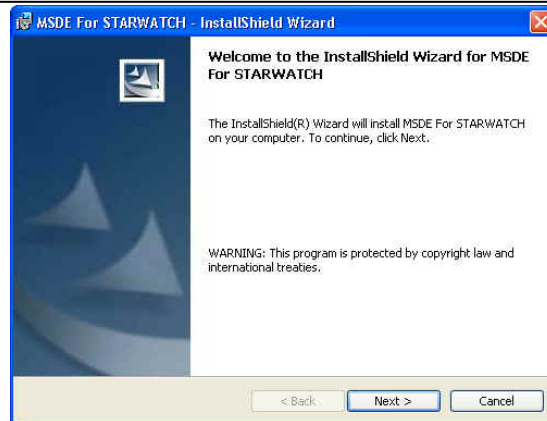 MSDE For STARWATCH - InstallShield Wizard
Welcome to the InstallShield Wizard for MSDE
For STARWATCH
The InstallShield(R) Wizard will install MSDE For STARWATCH
on your computer. To continue, click Next.
WARNING: This program is protected by copyright law and
international treaties.
< Back Next > Cancel